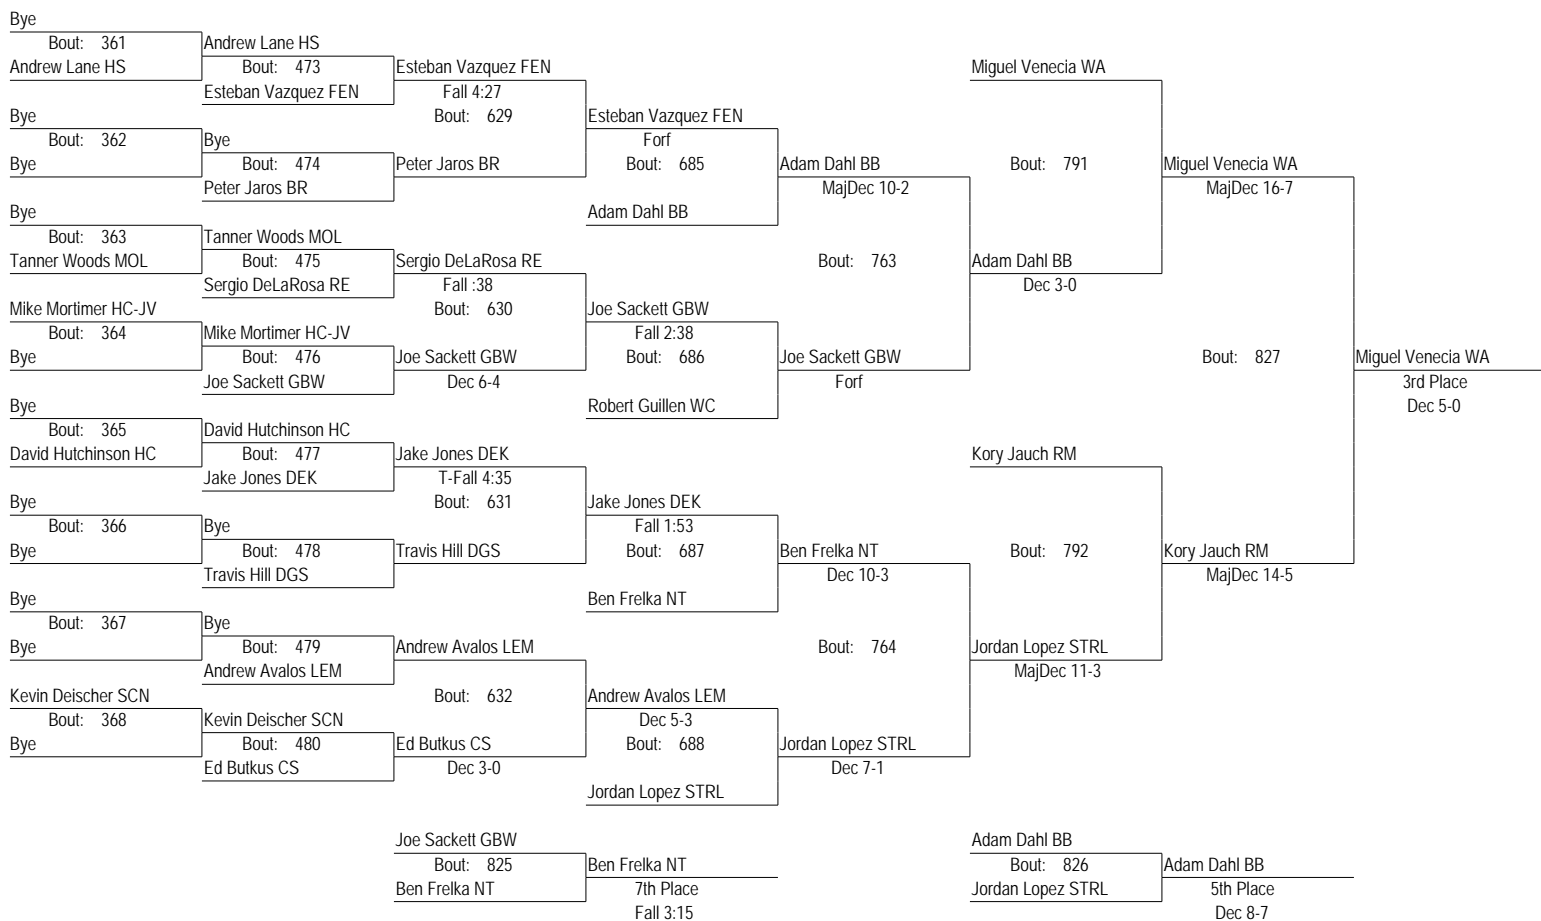 Bye
Bout: 361 Andrew Lane HS
Andrew Lane HS Bout: 473 Esteban Vazquez FEN Miguel Venecia WA
Esteban Vazquez FEN Fall 4:27
Bye Bout: 629 Esteban Vazquez FEN
Bout: 362 Bye Forf
Bye Bout: 474 Peter Jaros BR Bout: 685 Adam Dahl BB Bout: 791 Miguel Venecia WA
Peter Jaros BR MajDec 10-2 MajDec 16-7
Bye Adam Dahl BB
Bout: 363 Tanner Woods MOL
Tanner Woods MOL Bout: 475 Sergio DeLaRosa RE Bout: 763 Adam Dahl BB
Sergio DeLaRosa RE Fall :38 Dec 3-0
Mike Mortimer HC-JV Bout: 630 Joe Sackett GBW
Bout: 364 Mike Mortimer HC-JV Fall 2:38
Bye Bout: 476 Joe Sackett GBW Bout: 686 Joe Sackett GBW Bout: 827 Miguel Venecia WA
Joe Sackett GBW Dec 6-4 Forf 3rd Place
Bye Robert Guillen WC Dec 5-0
Bout: 365 David Hutchinson HC
David Hutchinson HC Bout: 477 Jake Jones DEK Kory Jauch RM
Jake Jones DEK T-Fall 4:35
Bye Bout: 631 Jake Jones DEK
Bout: 366 Bye Fall 1:53
Bye Bout: 478 Travis Hill DGS Bout: 687 Ben Frelka NT Bout: 792 Kory Jauch RM
Travis Hill DGS Dec 10-3 MajDec 14-5
Bye Ben Frelka NT
Bout: 367 Bye
Bye Bout: 479 Andrew Avalos LEM Bout: 764 Jordan Lopez STRL
Andrew Avalos LEM MajDec 11-3
Kevin Deischer SCN Bout: 632 Andrew Avalos LEM
Bout: 368 Kevin Deischer SCN Dec 5-3
Bye Bout: 480 Ed Butkus CS Bout: 688 Jordan Lopez STRL
Ed Butkus CS Dec 3-0 Dec 7-1
Jordan Lopez STRL
Joe Sackett GBW Adam Dahl BB
Bout: 825 Ben Frelka NT Bout: 826 Adam Dahl BB
Ben Frelka NT 7th Place Jordan Lopez STRL 5th Place
Fall 3:15 Dec 8-7